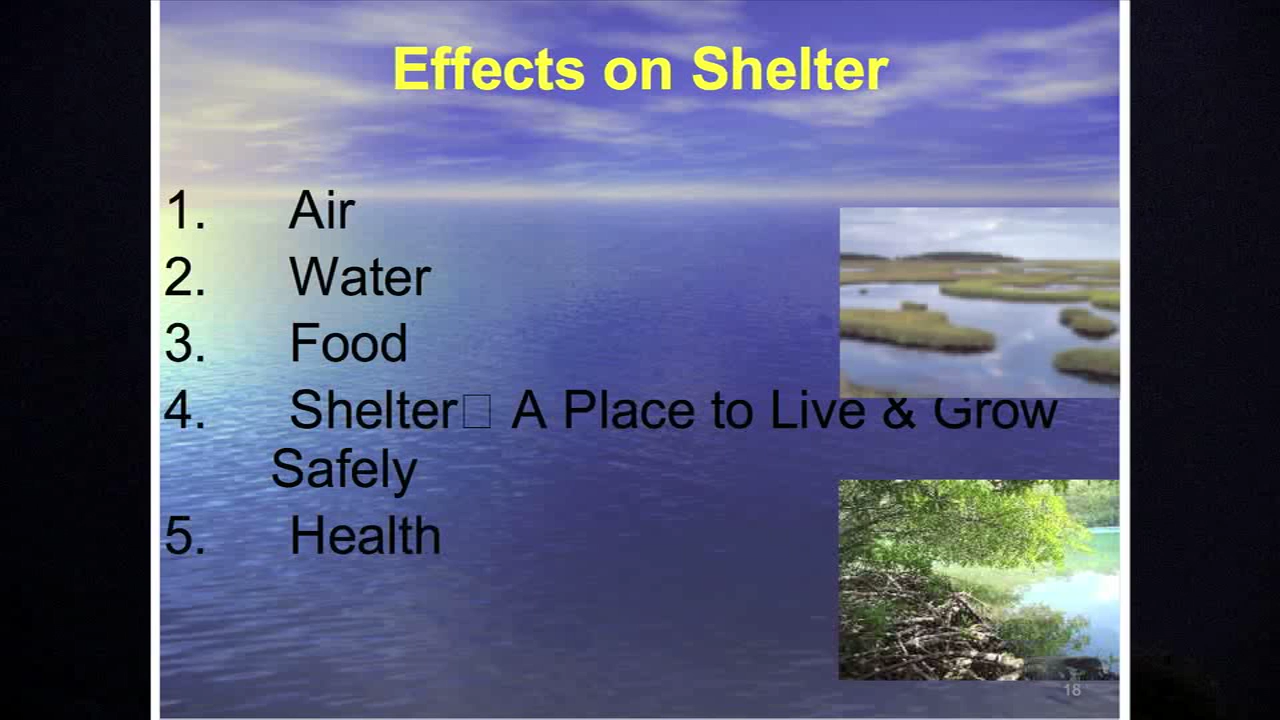 Effects on Shelter
1. Air
2. Water
3. Food
4. Shelter□ A Place to Live & Grow
Safely
5. Health
18